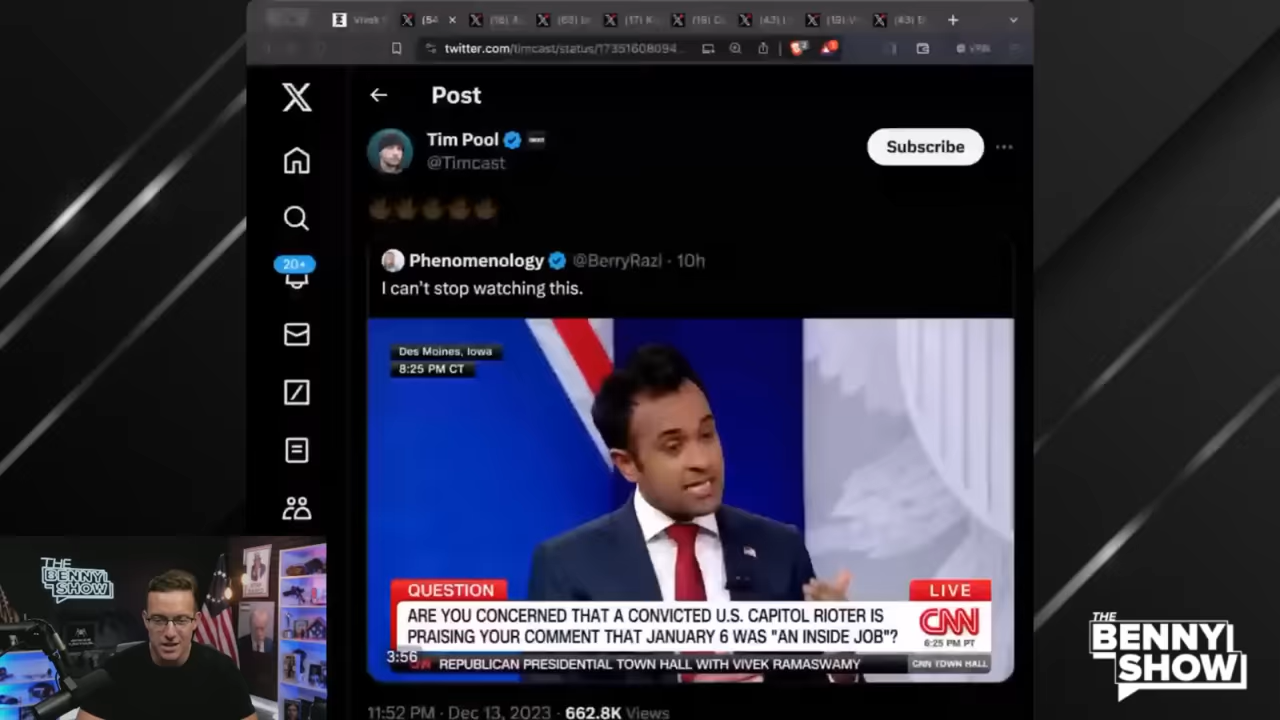 Vivek
(54
(43)
twitter.com/timcast/status/17351608094...
Post
Tim Pool
@Timcast
Subscribe
20+
Phenomenology @BerryRazi · 10h
I can't stop watching this.
Des Moines, Iowa
8:25 PM CT
QUESTION
LIVE
ARE YOU CONCERNED THAT A CONVICTED U.S. CAPITOL RIOTER IS
PRAISING YOUR COMMENT THAT JANUARY 6 WAS "AN INSIDE JOB"?
CNN
6:25 PM PT
3:56
REPUBLICAN PRESIDENTIAL TOWN HALL WITH VIVEK RAMASWAMY
CNN TOWN HALL
11:52 PM · Dec 13, 2023 · 662.8K Views
THE
BENNY
SHOW
THE
BENNY
SHOW